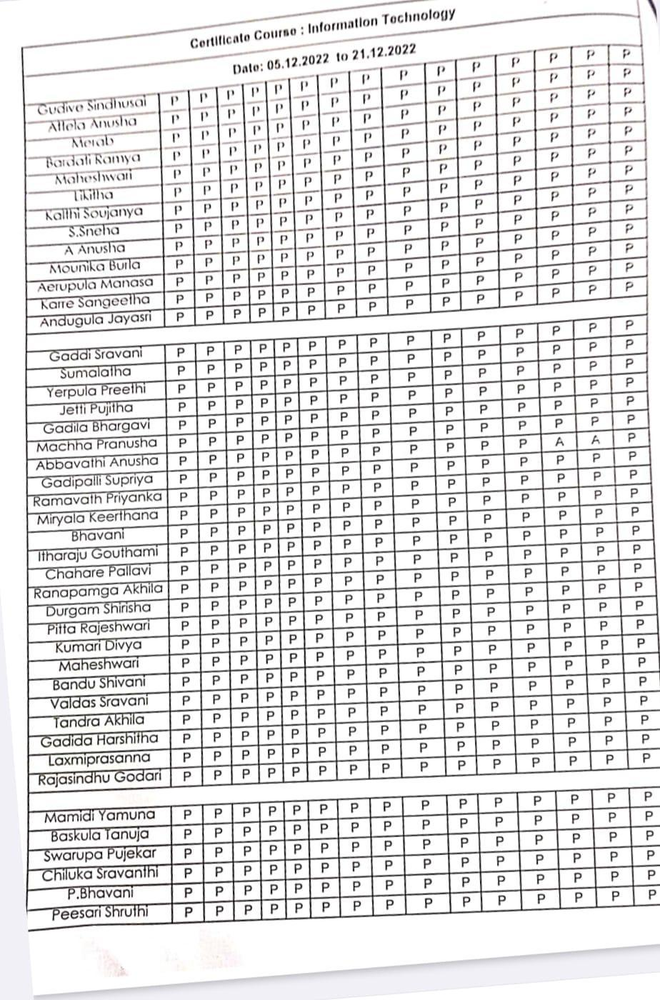 Certificate Course : Information Technology
Date: 05.12.2022 to 21.12.2022
Gudive Sindhusai P P P P P P P P P P P P P P P
Allela Anusha P P P P P P P P P P P P P P P
Merab P P P P P P P P P P P P P P P
Bardali Ramya P P P P P P P P P P P P P P P
Maheshwari P P P P P P P P P P P P P P P
Likitha P P P P P P P P P P P P P P P
Kalthi Soujanya P P P P P P P P P P P P P P P
S.Sneha P P P P P P P P P P P P P P P
A Anusha P P P P P P P P P P P P P P P
Mounika Burla P P P P P P P P P P P P P P P
Aerupula Manasa P P P P P P P P P P P P P P P
Karre Sangeetha P P P P P P P P P P P P P P P
Andugula Jayasri P P P P P P P P P P P P P P P
Gaddi Sravani P P P P P P P P P P P P P P P
Sumalatha P P P P P P P P P P P P P P P
Yerpula Preethi P P P P P P P P P P P P P P P
Jetti Pujitha P P P P P P P P P P P P P P P
Gadila Bhargavi P P P P P P P P P P P P P P P
Machha Pranusha P P P P P P P P P P P P P P P
Abbavathi Anusha P P P P P P P P P P P P A A P
Gadipalli Supriya P P P P P P P P P P P P P P P
Ramavath Priyanka P P P P P P P P P P P P P P P
Miryala Keerthana P P P P P P P P P P P P P P P
Bhavani P P P P P P P P P P P P P P P
Itharaju Gouthami P P P P P P P P P P P P P P P
Chahare Pallavi P P P P P P P P P P P P P P P
Ranapamga Akhila P P P P P P P P P P P P P P P
Durgam Shirisha P P P P P P P P P P P P P P P
Pitta Rajeshwari P P P P P P P P P P P P P P P
Kumari Divya P P P P P P P P P P P P P P P
Maheshwari P P P P P P P P P P P P P P P
Bandu Shivani P P P P P P P P P P P P P P P
Valdas Sravani P P P P P P P P P P P P P P P
Tandra Akhila P P P P P P P P P P P P P P P
Gadida Harshitha P P P P P P P P P P P P P P P
Laxmiprasanna P P P P P P P P P P P P P P P
Rajasindhu Godari P P P P P P P P P P P P P P P
Mamidi Yamuna P P P P P P P P P P P P P P P
Baskula Tanuja P P P P P P P P P P P P P P P
Swarupa Pujekar P P P P P P P P P P P P P P P
Chiluka Sravanthi P P P P P P P P P P P P P P P
P.Bhavani P P P P P P P P P P P P P P P
Peesari Shruthi P P P P P P P P P P P P P P P